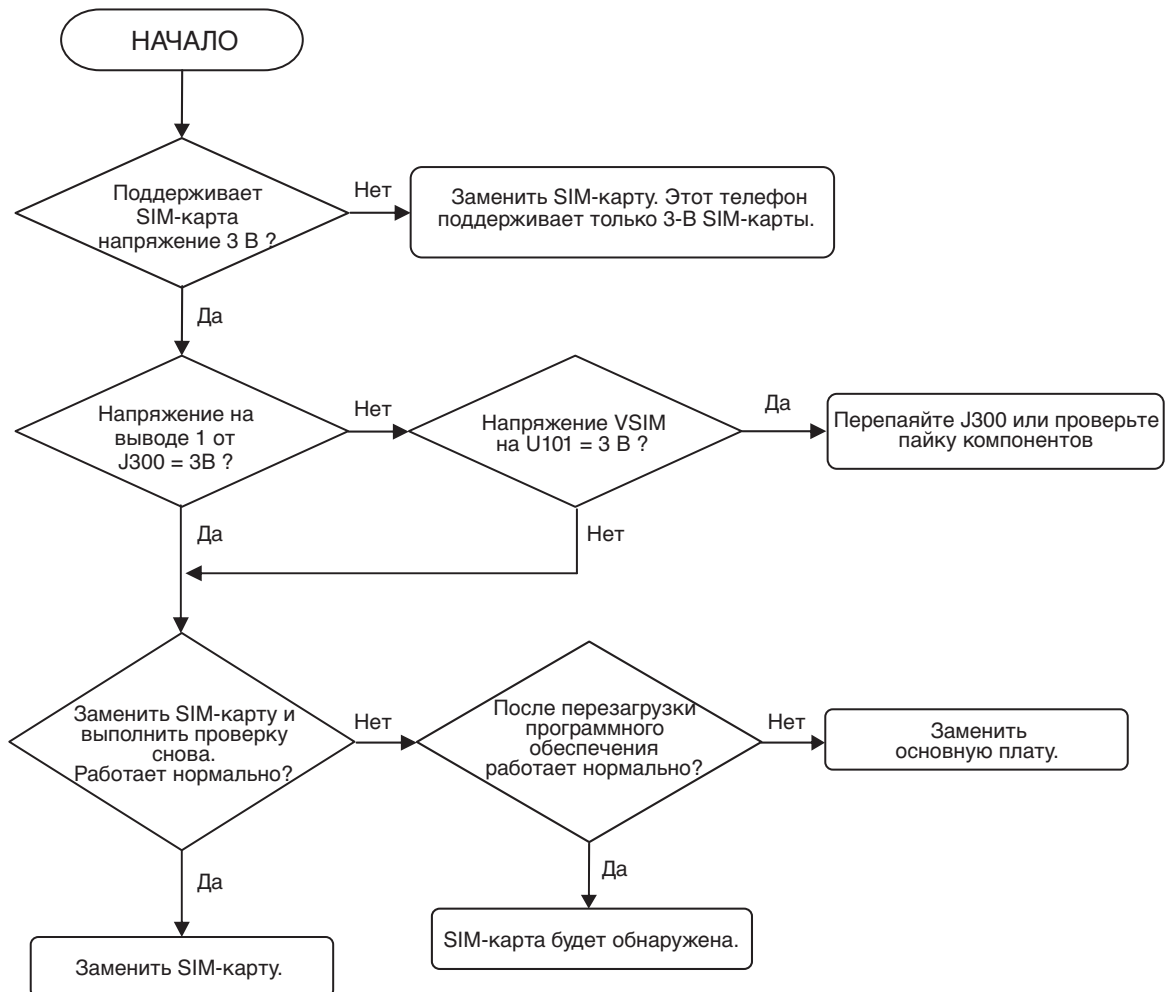 НАЧАЛО
Поддерживает
SIM-карта
напряжение 3 В ?
Нет
Заменить SIM-карту. Этот телефон
поддерживает только 3-В SIM-карты.
Да
Напряжение на
выводе 1 от
J300 = 3В ?
Нет
Напряжение VSIM
на U101 = 3 В ?
Да
Перепаяйте J300 или проверьте
пайку компонентов
Да
Нет
Заменить SIM-карту и
выполнить проверку
снова.
Работает нормально?
Нет
После перезагрузки
программного
обеспечения
работает нормально?
Нет
Заменить
основную плату.
Да
Да
SIM-карта будет обнаружена.
Заменить SIM-карту.